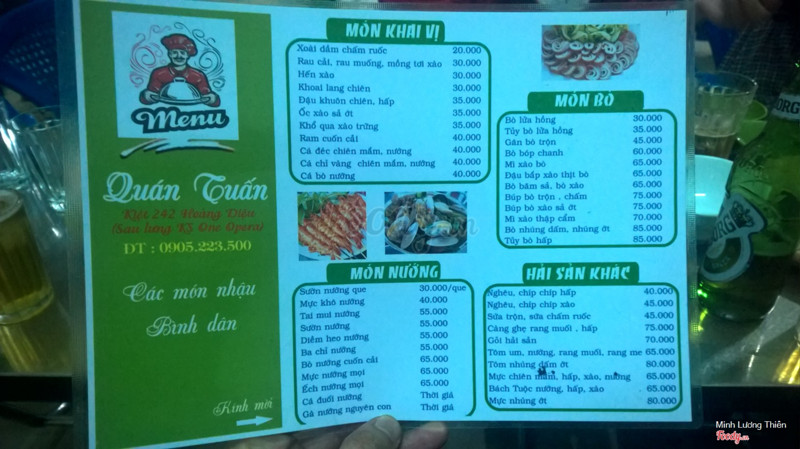 Menu
Quán Tuấn
Kiệt 242 Hoàng Diệu
(Sau lưng KS One Opera)
ĐT : 0905.223.500
Các món nhậu
Bình dân
Kính mời
MÓN KHAI VỊ
Xoài dầm chấm ruốc 20.000
Rau cải, rau muống, mồng tơi xào 30.000
Hến xào 30.000
Khoai lang chiên 30.000
Đậu khuôn chiên, hấp 35.000
Ốc xào sả ớt 35.000
Khổ qua xào trứng 35.000
Ram cuốn cải 40.000
Cá đéc chiên mắm, nướng 40.000
Cá chỉ vàng chiên mắm, nướng 40.000
Cá bò nướng 40.000
MÓN NƯỚNG
Sườn nướng que 30.000/que
Mực khô nướng 40.000
Tai mui nướng 55.000
Sườn nướng 55.000
Diềm heo nướng 55.000
Ba chỉ nướng 55.000
Bò nướng cuốn cải 65.000
Mực nướng mọi 65.000
Ếch nướng mọi 65.000
Cá đuối nướng Thời giá
Gà nướng nguyên con Thời giá
MÓN BÒ
Bò lửa hồng 30.000
Tủy bò lửa hồng 35.000
Gân bò trộn 45.000
Bò bóp chanh 60.000
Mì xào bò 65.000
Đậu bắp xào thịt bò 65.000
Bò băm sả, bò xào 65.000
Búp bò trộn , chấm 75.000
Búp bò xào sả ớt 75.000
Mì xào thập cẩm 70.000
Bò nhúng dấm, nhúng ớt 85.000
Tủy bò hấp 85.000
HẢI SẢN KHÁC
Nghêu, chíp chíp hấp 40.000
Nghêu, chíp chíp xào 45.000
Sứa trộn, sứa chấm ruốc 45.000
Càng ghẹ rang muối , hấp 75.000
Gỏi hải sản 70.000
Tôm um, nướng, rang muối, rang me 65.000
Tôm nhúng dấm ớt 80.000
Mực chiên mắm, hấp, xào, nướng 65.000
Bách Tuộc nướng, hấp, xào 65.000
Mực nhúng ớt 80.000
Minh Lương Thiên
Foody.vn